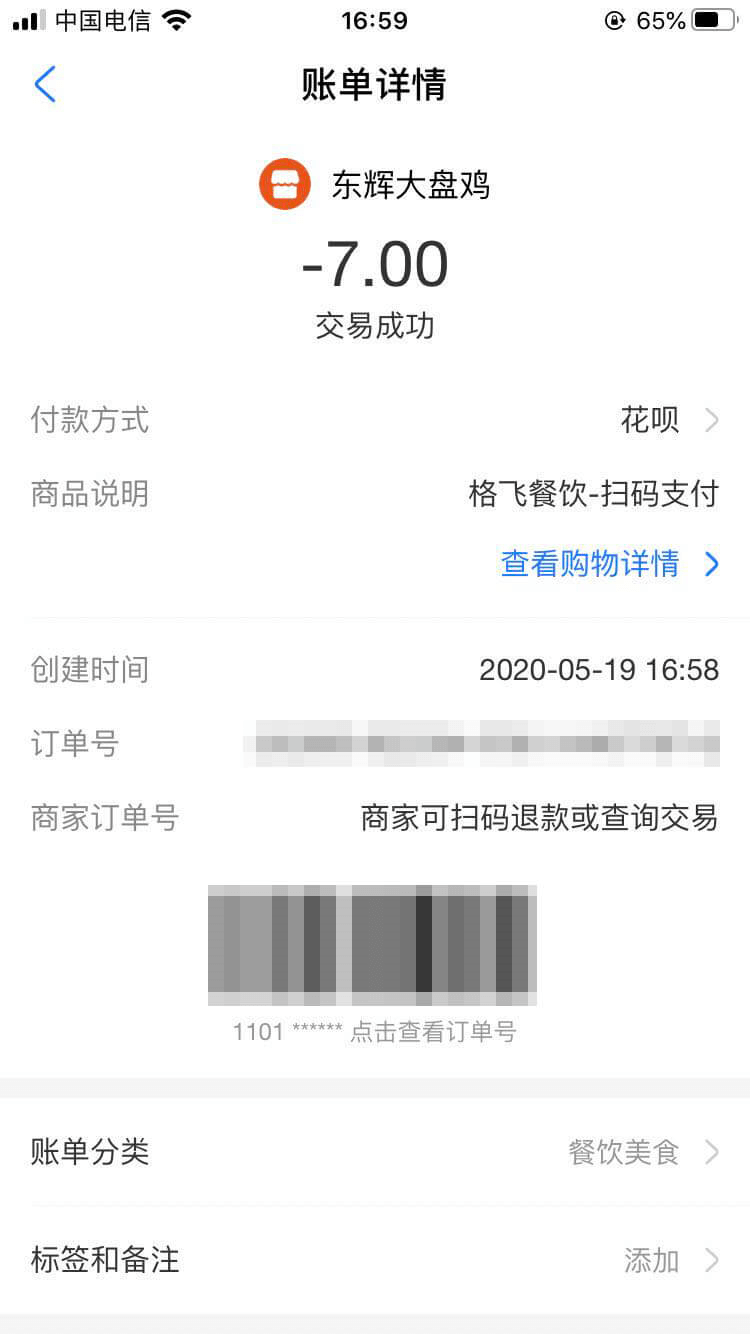 中国电信 16:59 65%
账单详情
东辉大盘鸡
-7.00
交易成功
付款方式 花呗
商品说明 格飞餐饮-扫码支付
查看购物详情
创建时间 2020-05-19 16:58
订单号
商家订单号 商家可扫码退款或查询交易
1101 ****** 点击查看订单号
账单分类 餐饮美食
标签和备注 添加